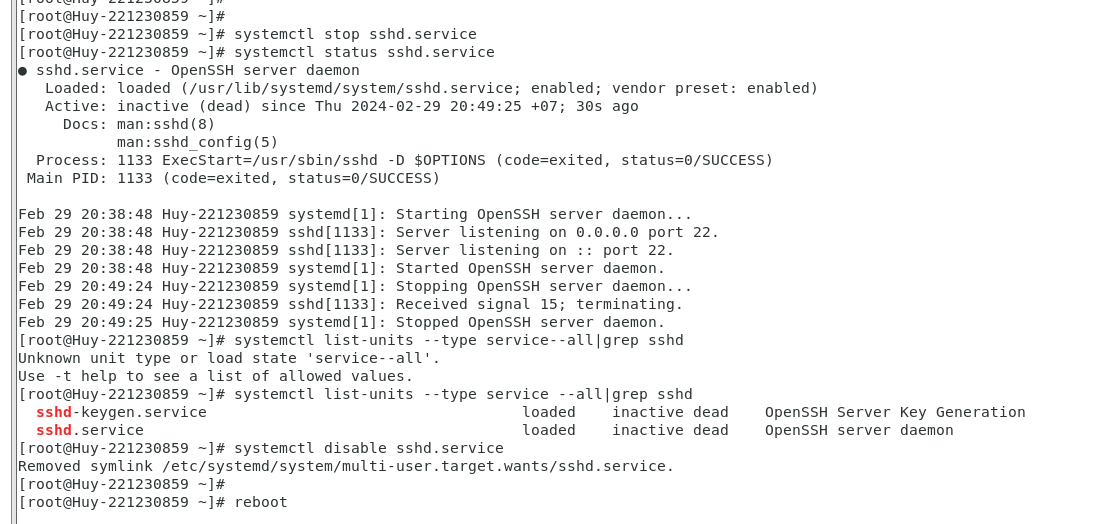 [root@Huy-221230859 ~]#
[root@Huy-221230859 ~]#
[root@Huy-221230859 ~]# systemctl stop sshd.service
[root@Huy-221230859 ~]# systemctl status sshd.service
● sshd.service - OpenSSH server daemon
   Loaded: loaded (/usr/lib/systemd/system/sshd.service; enabled; vendor preset: enabled)
   Active: inactive (dead) since Thu 2024-02-29 20:49:25 +07; 30s ago
     Docs: man:sshd(8)
           man:sshd_config(5)
  Process: 1133 ExecStart=/usr/sbin/sshd -D $OPTIONS (code=exited, status=0/SUCCESS)
 Main PID: 1133 (code=exited, status=0/SUCCESS)

Feb 29 20:38:48 Huy-221230859 systemd[1]: Starting OpenSSH server daemon...
Feb 29 20:38:48 Huy-221230859 sshd[1133]: Server listening on 0.0.0.0 port 22.
Feb 29 20:38:48 Huy-221230859 sshd[1133]: Server listening on :: port 22.
Feb 29 20:38:48 Huy-221230859 systemd[1]: Started OpenSSH server daemon.
Feb 29 20:49:24 Huy-221230859 systemd[1]: Stopping OpenSSH server daemon...
Feb 29 20:49:24 Huy-221230859 sshd[1133]: Received signal 15; terminating.
Feb 29 20:49:25 Huy-221230859 systemd[1]: Stopped OpenSSH server daemon.
[root@Huy-221230859 ~]# systemctl list-units --type service--all|grep sshd
Unknown unit type or load state 'service--all'.
Use -t help to see a list of allowed values.
[root@Huy-221230859 ~]# systemctl list-units --type service --all|grep sshd
  sshd-keygen.service                                   loaded    inactive dead    OpenSSH Server Key Generation
  sshd.service                                          loaded    inactive dead    OpenSSH server daemon
[root@Huy-221230859 ~]# systemctl disable sshd.service
Removed symlink /etc/systemd/system/multi-user.target.wants/sshd.service.
[root@Huy-221230859 ~]#
[root@Huy-221230859 ~]# reboot